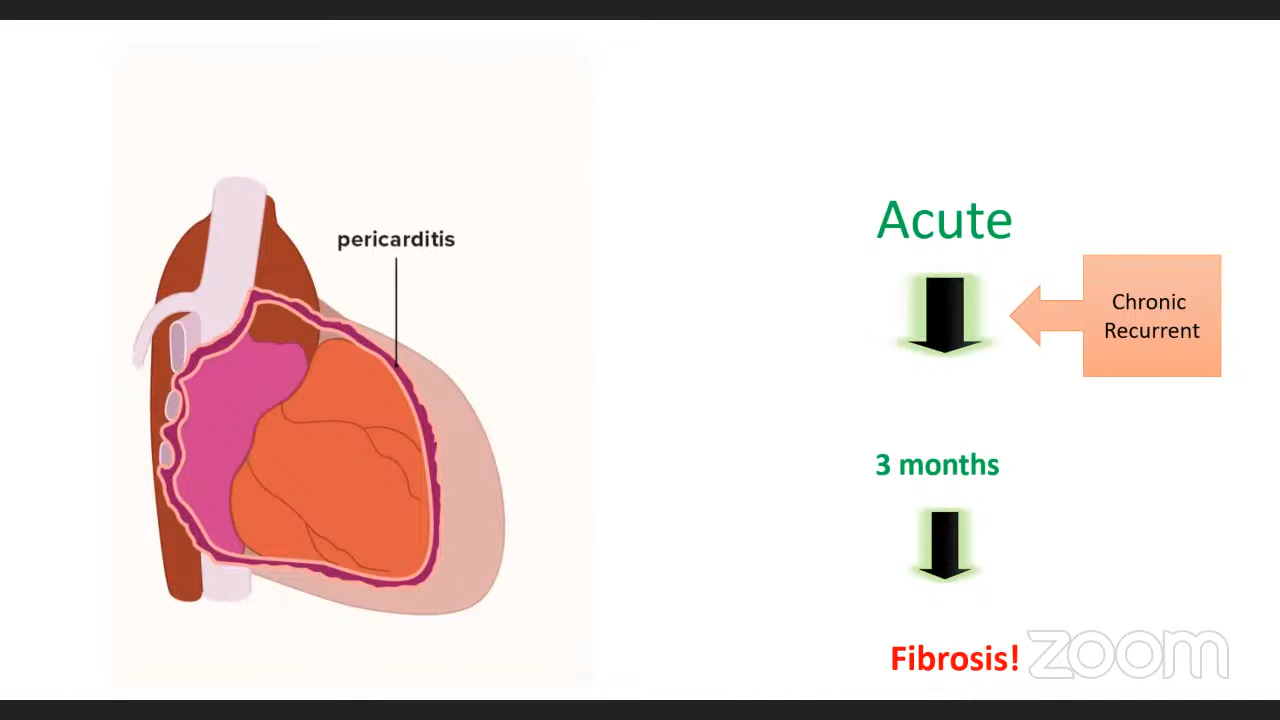 pericarditis
Acute
Chronic
Recurrent
3 months
Fibrosis!
zoom